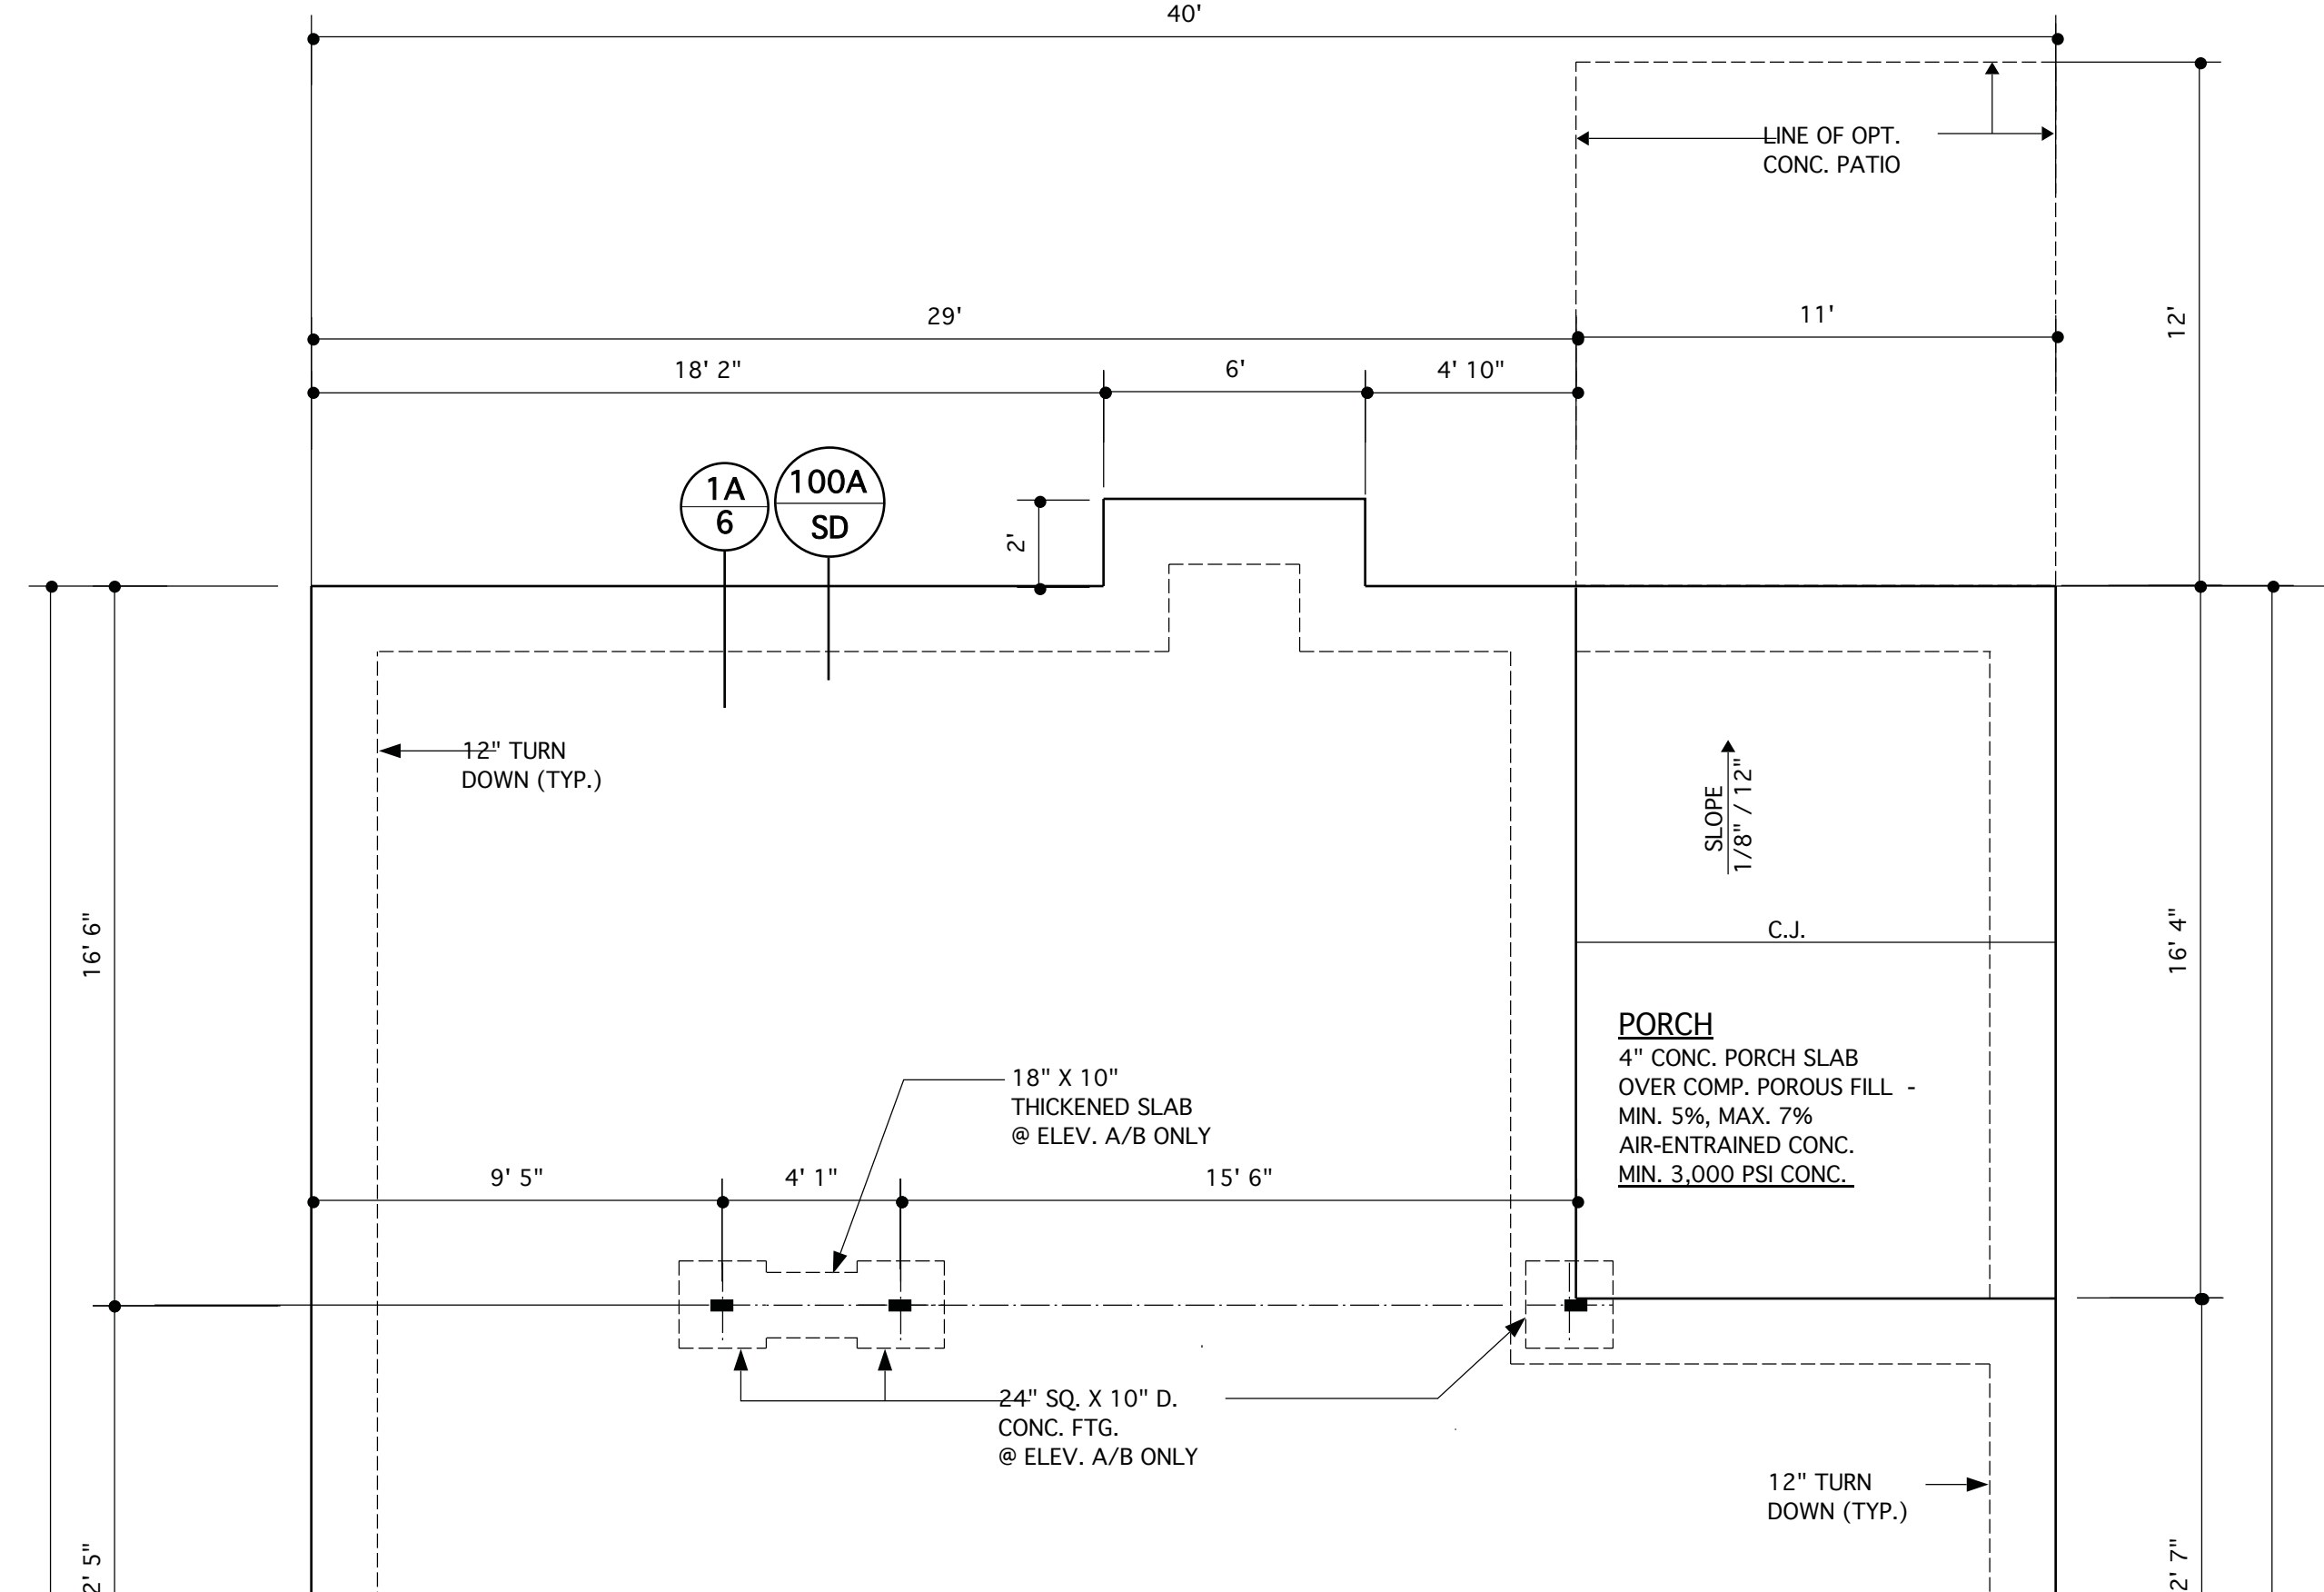 40'
LINE OF OPT.
CONC. PATIO
12'
29'
11'
18' 2"
6'
4' 10"
1A
6
100A
SD
2'
12" TURN
DOWN (TYP.)
SLOPE
1/8" / 12"
16' 6"
16' 4"
C.J.
PORCH
4" CONC. PORCH SLAB
OVER COMP. POROUS FILL -
MIN. 5%, MAX. 7%
AIR-ENTRAINED CONC.
MIN. 3,000 PSI CONC.
18" X 10"
THICKENED SLAB
@ ELEV. A/B ONLY
9' 5"
4' 1"
15' 6"
24" SQ. X 10" D.
CONC. FTG.
@ ELEV. A/B ONLY
12" TURN
DOWN (TYP.)
2' 5"
2' 7"